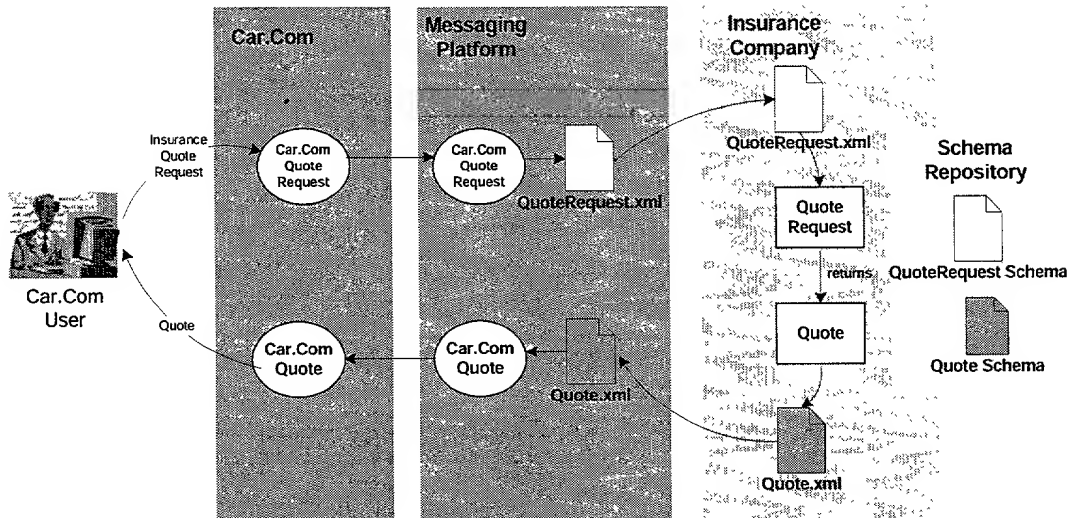 Car.Com
Messaging
Platform
Insurance
Company
Insurance
Quote
Request
Car.Com
Quote
Request
Car.Com
Quote
Request
QuoteRequest.xml
QuoteRequest.xml
Quote
Request
returns
Quote
Schema
Repository
QuoteRequest Schema
Quote Schema
Car.Com
User
Quote
Car.Com
Quote
Car.Com
Quote
Quote.xml
Quote.xml